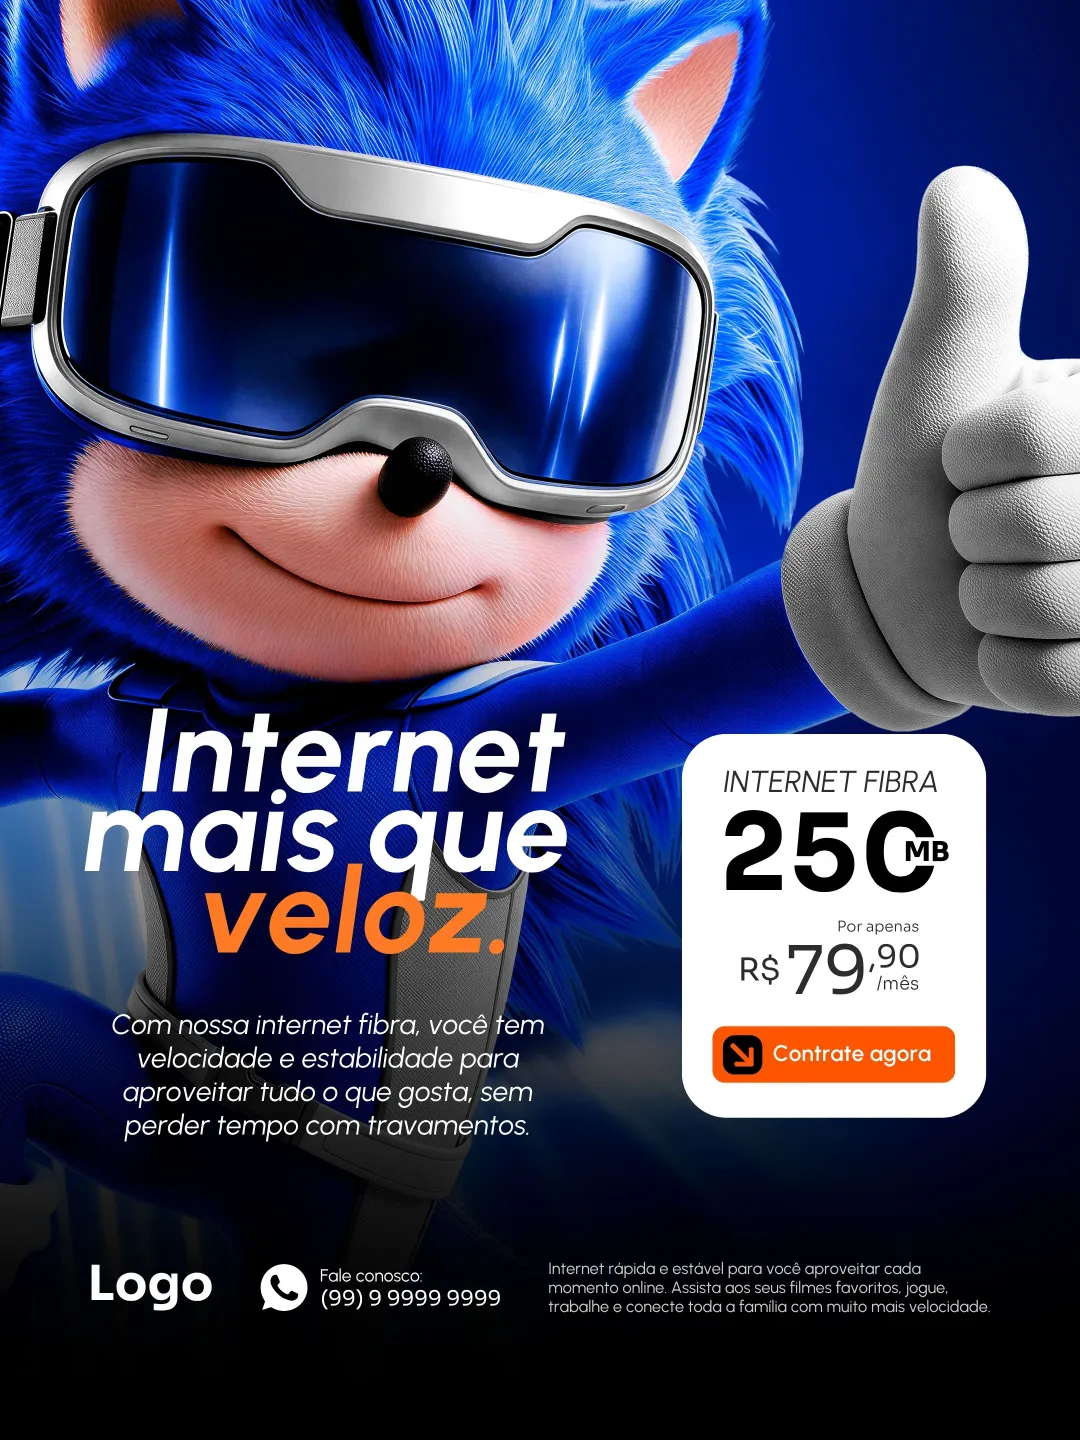 Internet
mais que
veloz.
Com nossa internet fibra, você tem
velocidade e estabilidade para
aproveitar tudo o que gosta, sem
perder tempo com travamentos.
INTERNET FIBRA
250 MB
Por apenas
R$ 79,90
/mês
Contrate agora
Logo
Fale conosco:
(99) 9 9999 9999
Internet rápida e estável para você aproveitar cada
momento online. Assista aos seus filmes favoritos, jogue,
trabalhe e conecte toda a família com muito mais velocidade.